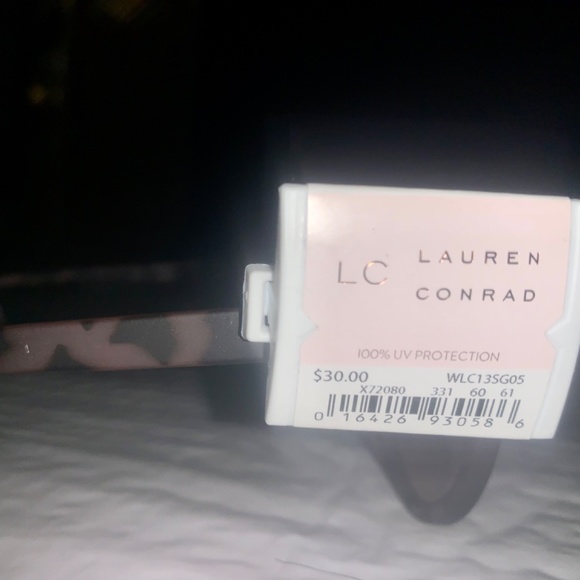 LC LAUREN
CONRAD
100% UV PROTECTION
$30.00 WLC13SG05
X72080 331 60 61
0 16426 93058 6